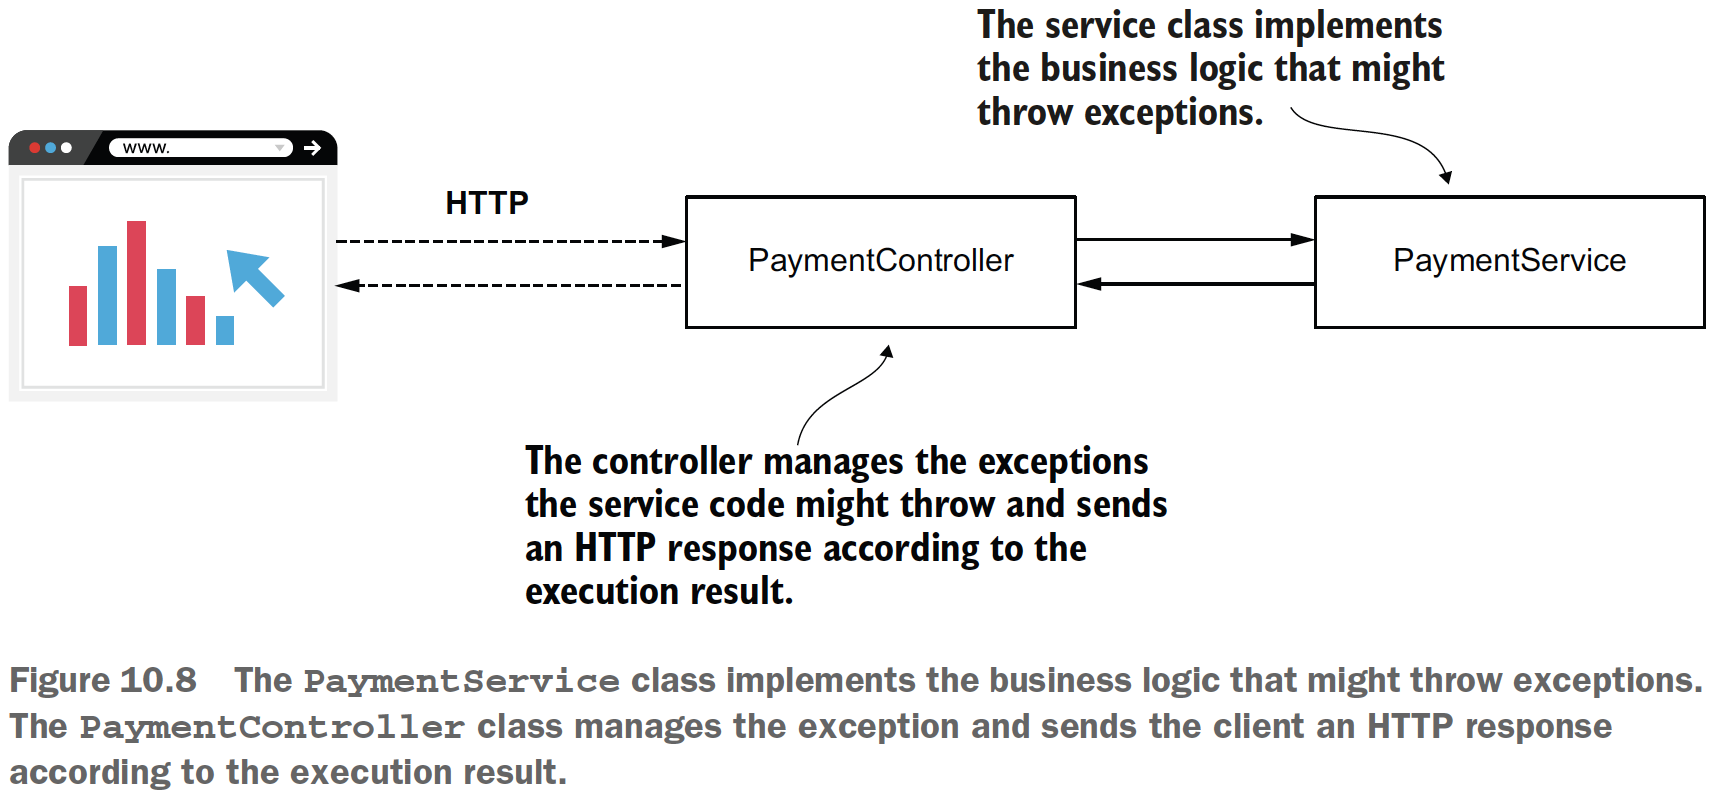 The service class implements
the business logic that might
throw exceptions.
www.
HTTP
PaymentController
PaymentService
The controller manages the exceptions
the service code might throw and sends
an HTTP response according to the
execution result.
Figure 10.8 The PaymentService class implements the business logic that might throw exceptions.
The PaymentController class manages the exception and sends the client an HTTP response
according to the execution result.